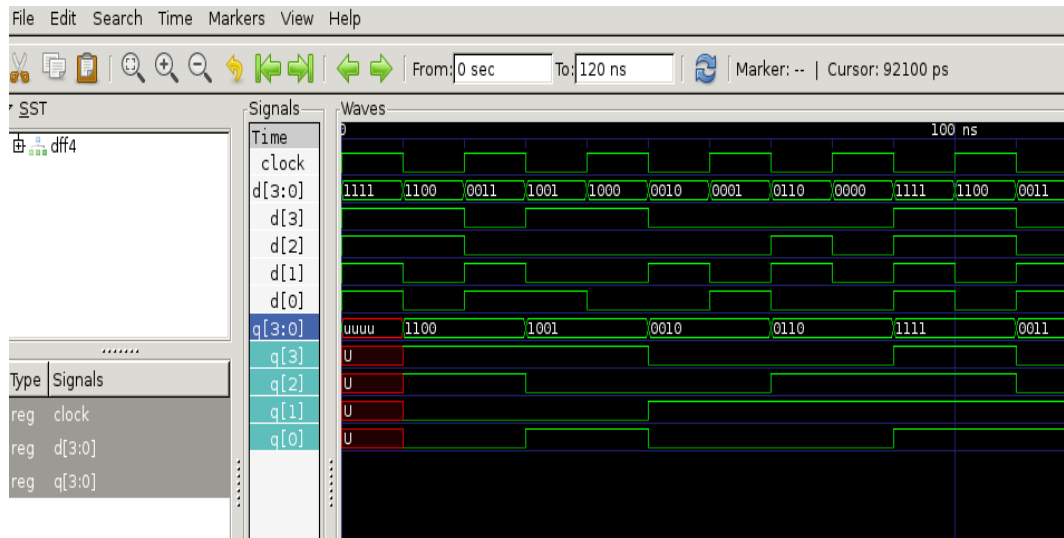 File Edit Search Time Markers View Help
From: 0 sec To: 120 ns Marker: -- | Cursor: 92100 ps
SST
dff4
Type Signals
reg clock
reg d[3:0]
reg q[3:0]
Signals
Time
clock
d[3:0]
d[3]
d[2]
d[1]
d[0]
q[3:0]
q[3]
q[2]
q[1]
q[0]
Waves
0 100 ns
1111 1100 0011 1001 1000 0010 0001 0110 0000 1111 1100 0011
uuuu 1100 1001 0010 0110 1111 0011
U
U
U
U